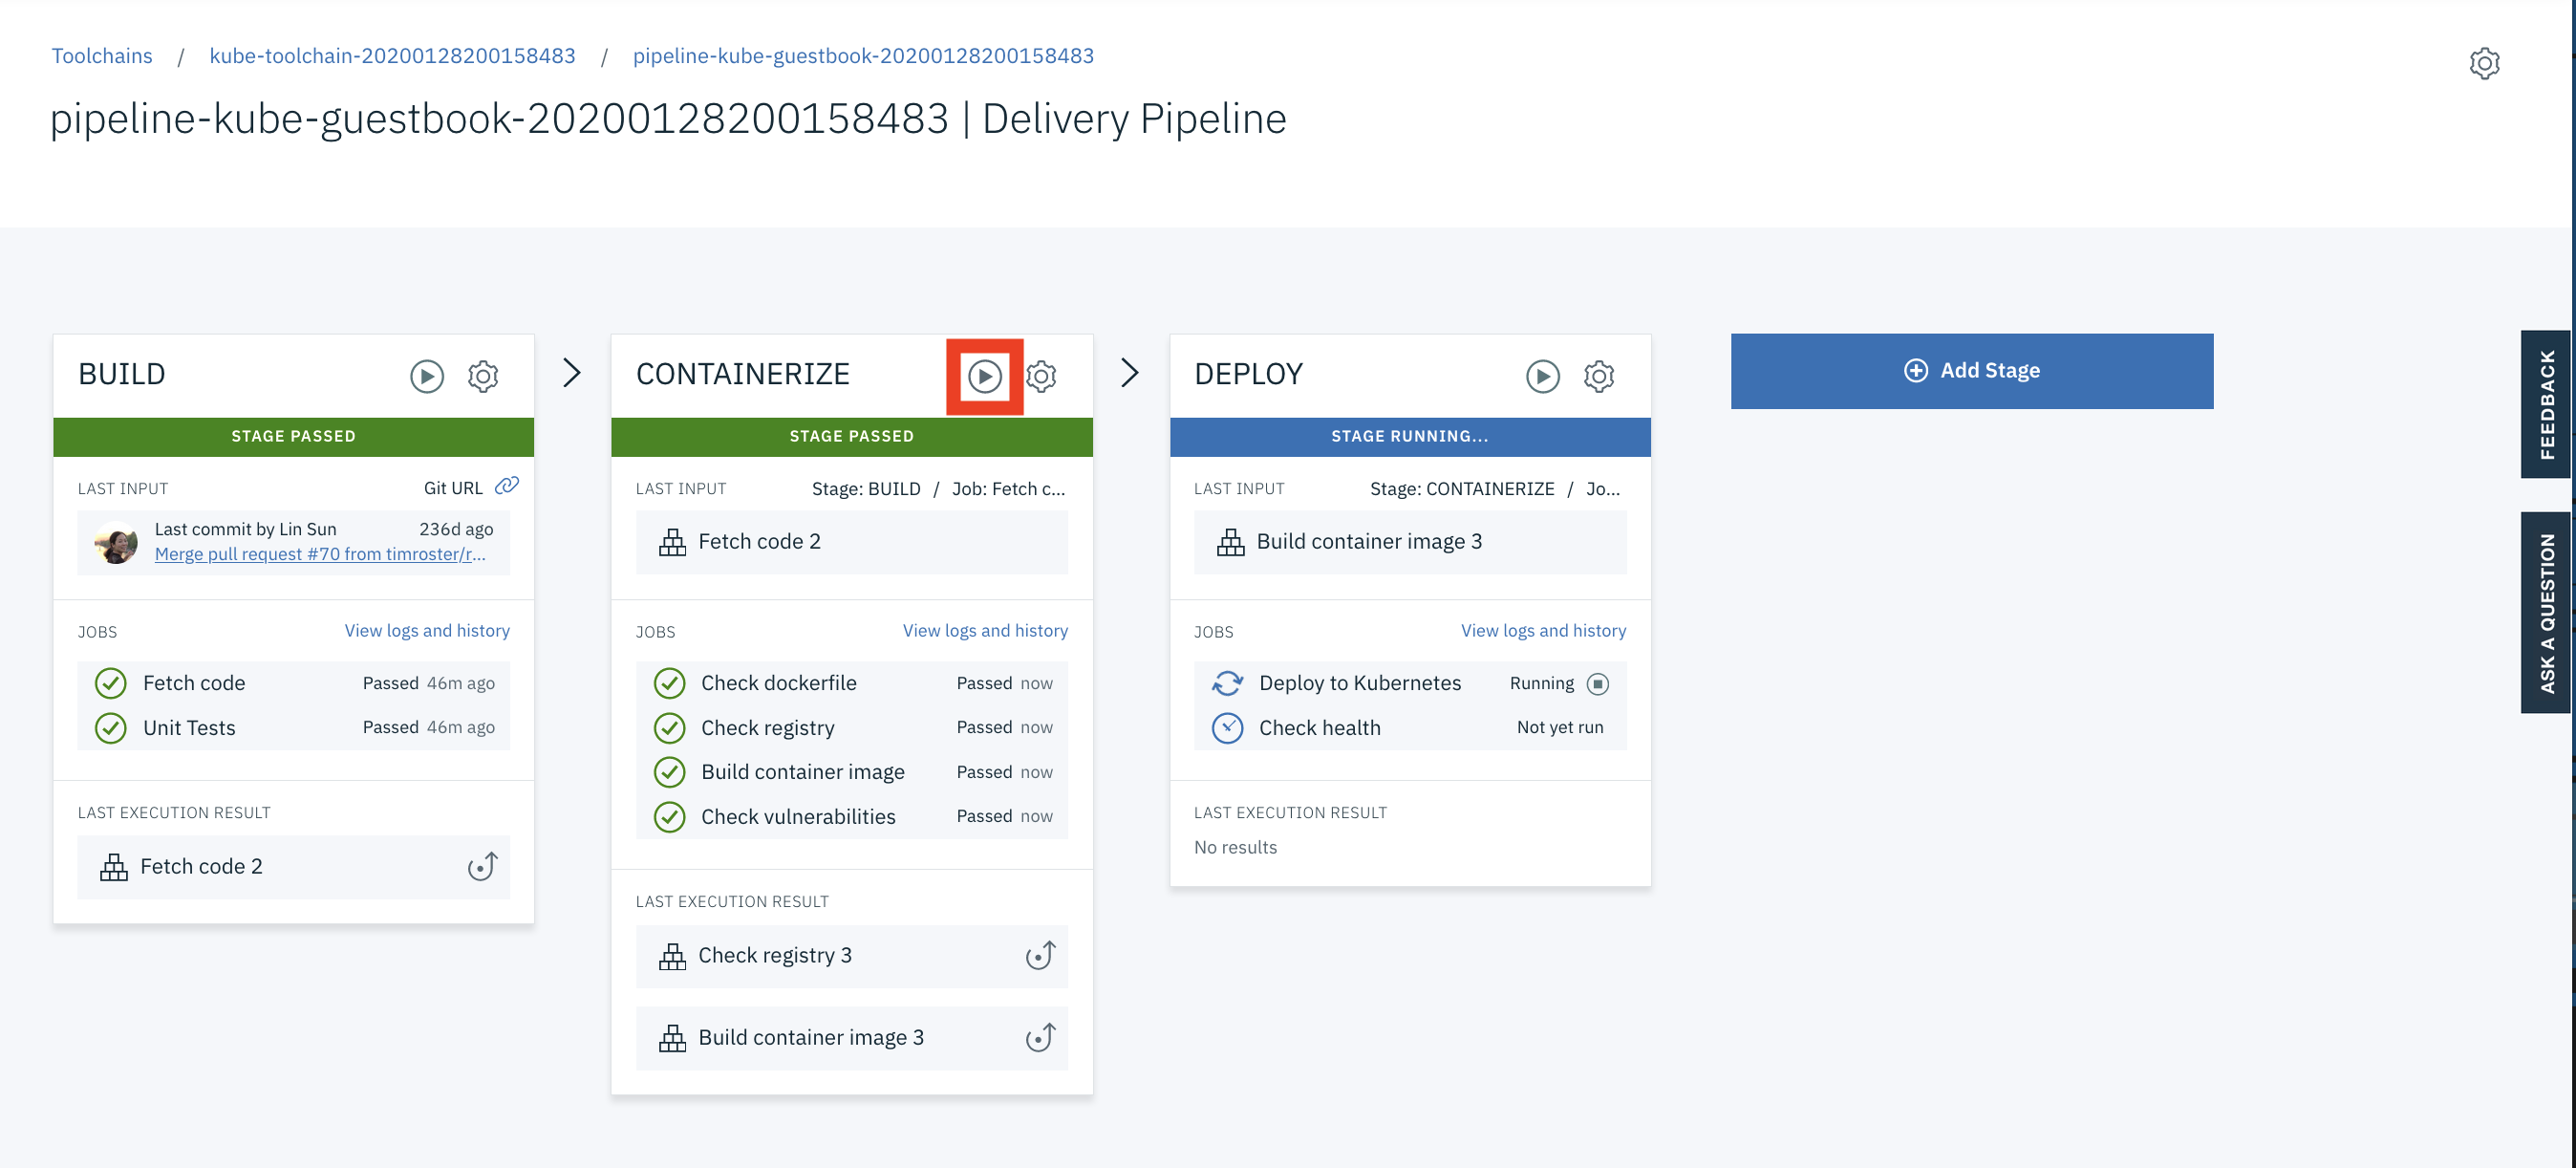 Toolchains / kube-toolchain-20200128200158483 / pipeline-kube-guestbook-20200128200158483
pipeline-kube-guestbook-20200128200158483 | Delivery Pipeline
BUILD
STAGE PASSED
LAST INPUT Git URL
Last commit by Lin Sun 236d ago
Merge pull request #70 from timroster/r...
JOBS View logs and history
Fetch code Passed 46m ago
Unit Tests Passed 46m ago
LAST EXECUTION RESULT
Fetch code 2
CONTAINERIZE
STAGE PASSED
LAST INPUT Stage: BUILD / Job: Fetch c...
Fetch code 2
JOBS View logs and history
Check dockerfile Passed now
Check registry Passed now
Build container image Passed now
Check vulnerabilities Passed now
LAST EXECUTION RESULT
Check registry 3
Build container image 3
DEPLOY
STAGE RUNNING...
LAST INPUT Stage: CONTAINERIZE / Jo...
Build container image 3
JOBS View logs and history
Deploy to Kubernetes Running
Check health Not yet run
LAST EXECUTION RESULT
No results
Add Stage
FEEDBACK
ASK A QUESTION